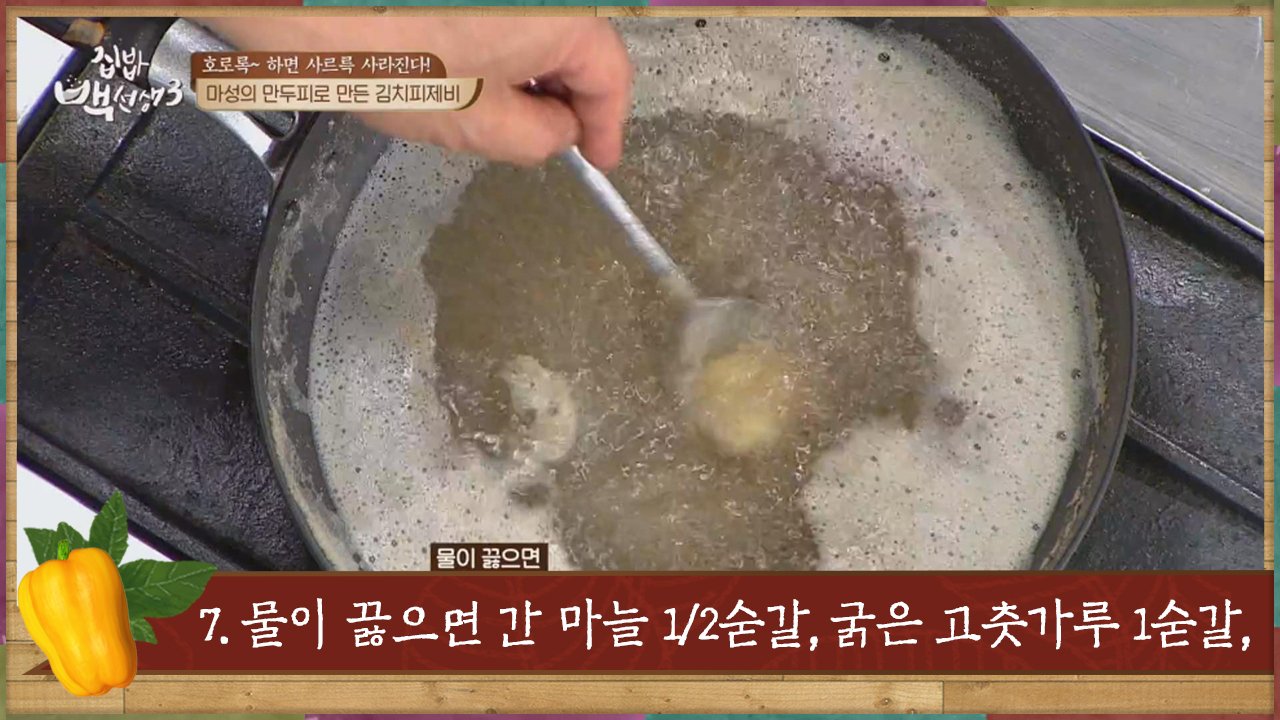 집밥
백선생3
호로록~ 하면 사르륵 사라진다!
마성의 만두피로 만든 김치피제비
물이 끓으면
7. 물이 끓으면 간 마늘 1/2숟갈, 굵은 고춧가루 1숟갈,